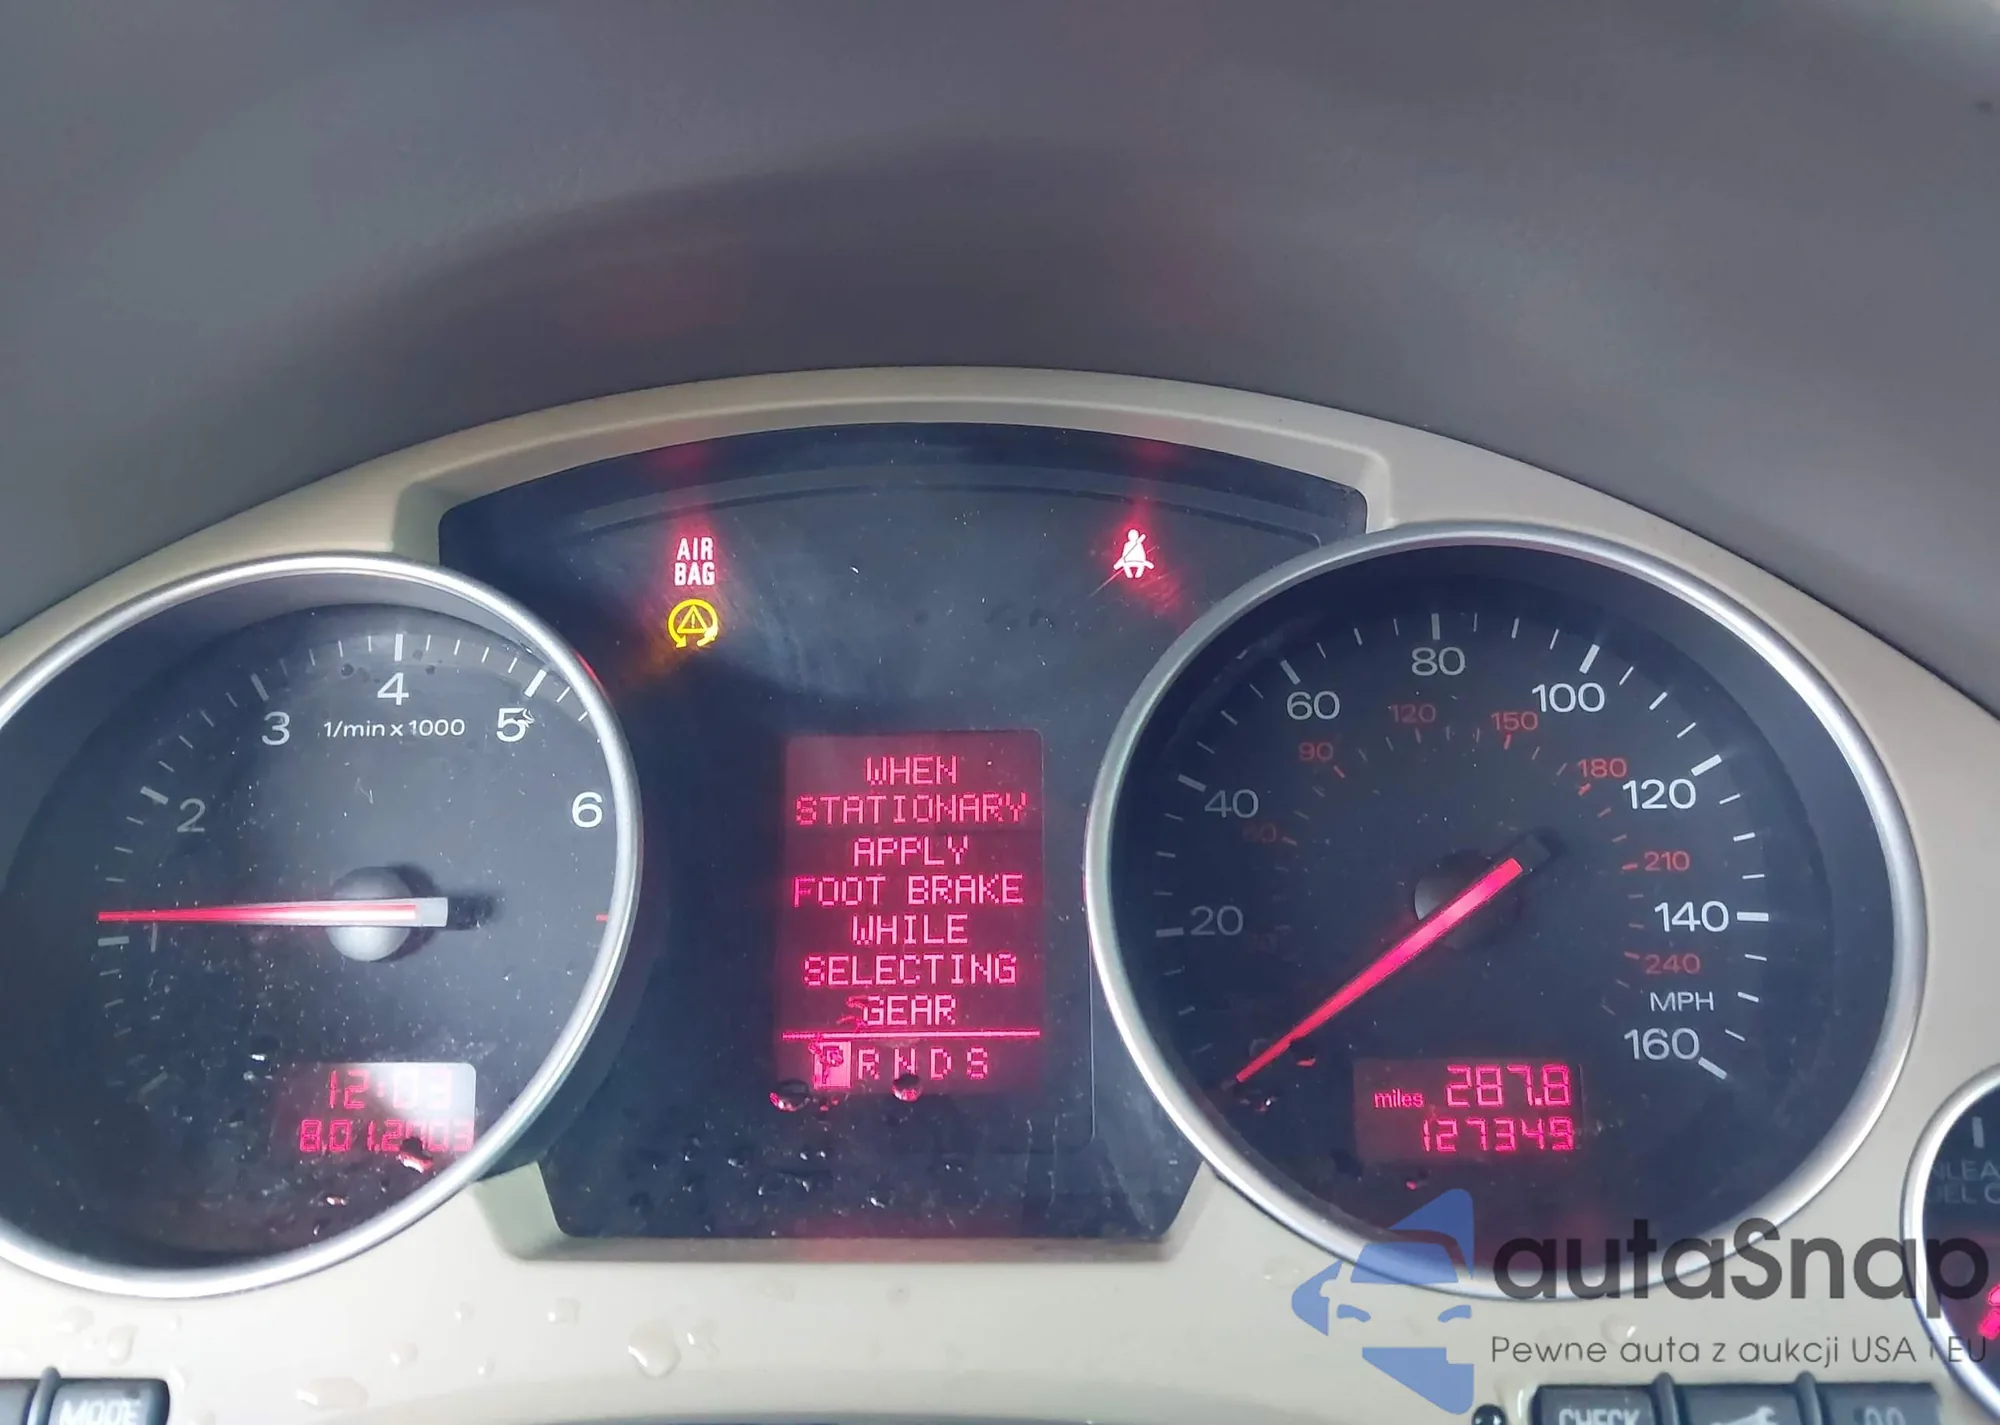 AIR
BAG
3
4
5
1/min x 1000
2
6
12:03
WHEN
STATIONARY
APPLY
FOOT BRAKE
WHILE
SELECTING
GEAR
P R N D S
20
40
60
80
100
120
140
160
MPH
90
120
150
180
210
240
miles 287.8
127349
MODE
CHECK
autaSnap
Pewne auta z aukcji USA i EU